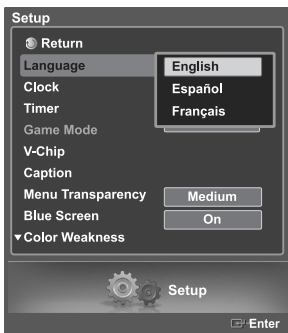 Setup
Return
Language
English
Clock
Español
Timer
Français
Game Mode
V-Chip
Caption
Menu Transparency Medium
Blue Screen On
▼Color Weakness
Setup
Enter